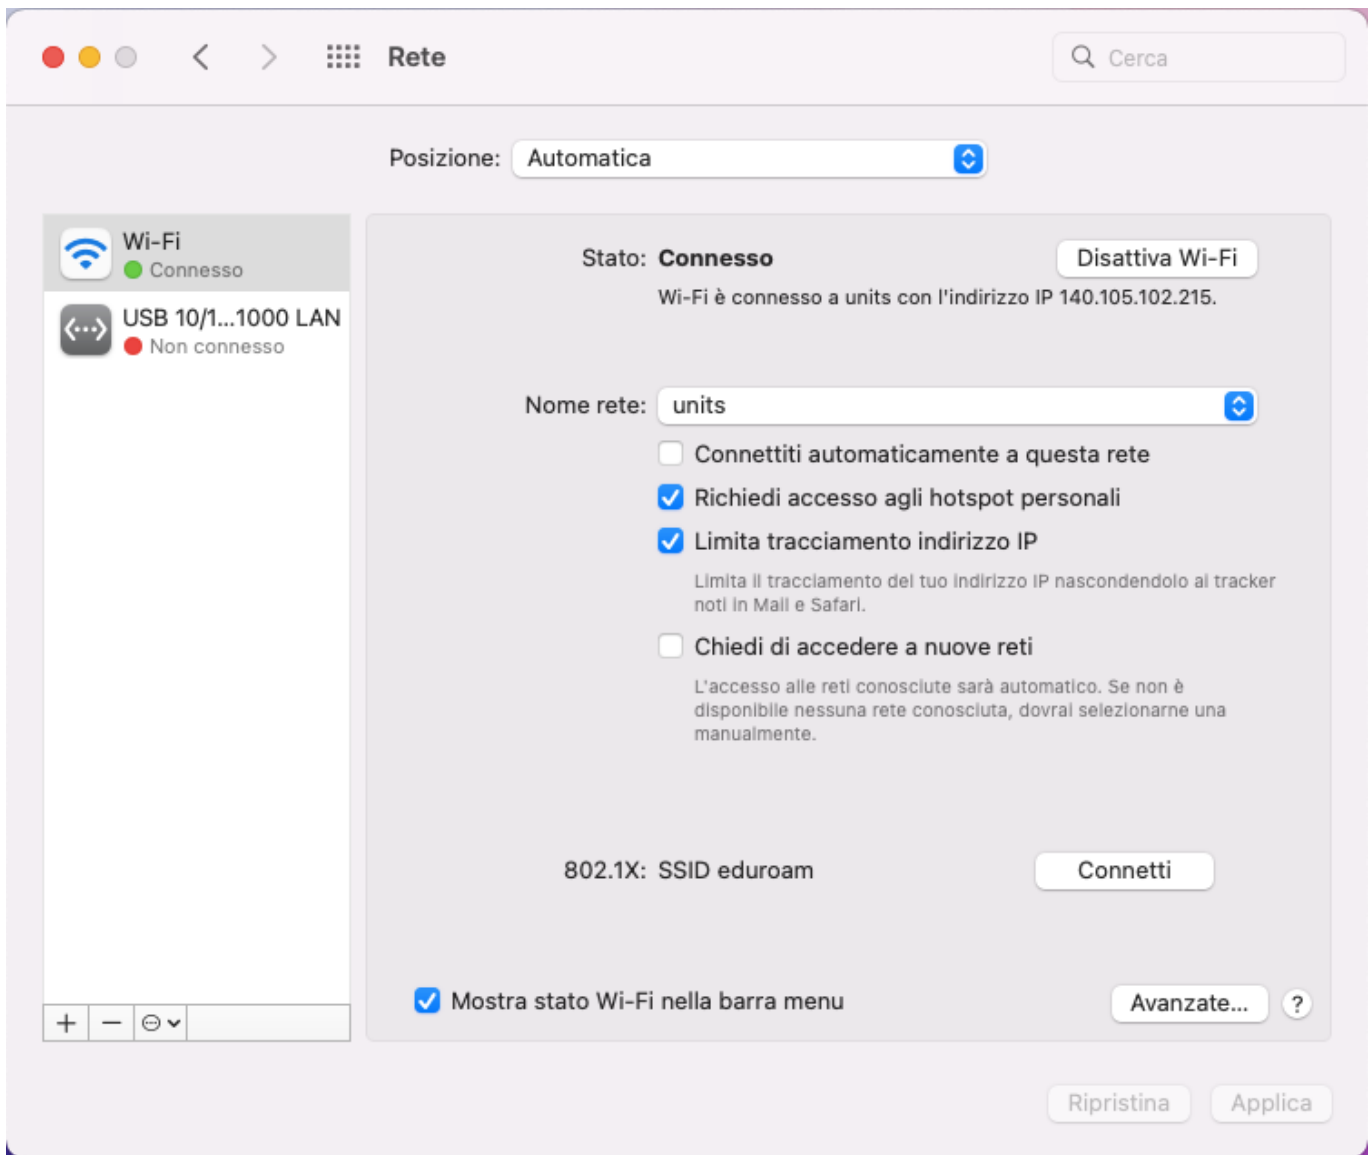 Rete
Cerca
Posizione: Automatica
Wi-Fi
Connesso
USB 10/1...1000 LAN
Non connesso
Stato: Connesso
Disattiva Wi-Fi
Wi-Fi è connesso a units con l'indirizzo IP 140.105.102.215.
Nome rete: units
Connettiti automaticamente a questa rete
Richiedi accesso agli hotspot personali
Limita tracciamento indirizzo IP
Limita il tracciamento del tuo indirizzo IP nascondendolo ai tracker
noti in Mail e Safari.
Chiedi di accedere a nuove reti
L'accesso alle reti conosciute sarà automatico. Se non è
disponibile nessuna rete conosciuta, dovrai selezionarne una
manualmente.
802.1X: SSID eduroam
Connetti
Mostra stato Wi-Fi nella barra menu
Avanzate...
?
Ripristina
Applica